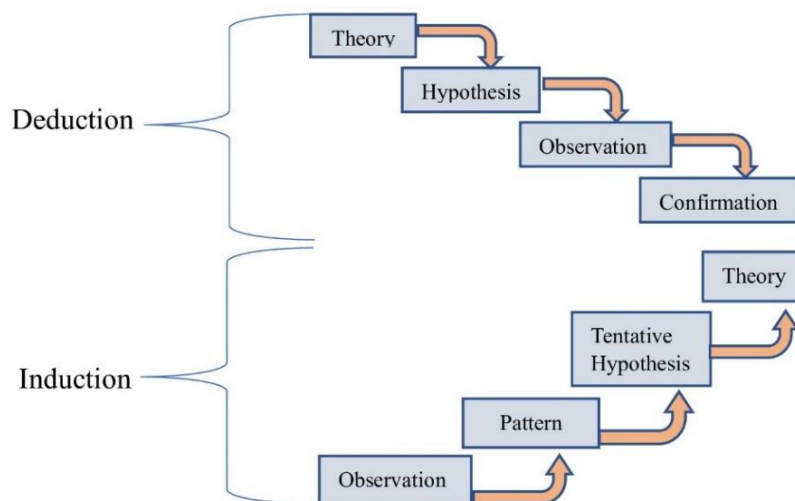 Theory
Hypothesis
Deduction
Observation
Confirmation
Theory
Tentative
Hypothesis
Induction
Pattern
Observation